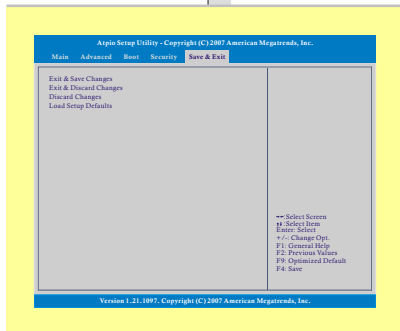 Atpio Setup Utility - Copyright (C) 2007 American Megatrends, Inc.
Main Advanced Boot Security Save & Exit
Exit & Save Changes
Exit & Discard Changes
Discard Changes
Load Setup Defaults
→←:Select Screen
↑↓:Select Item
Enter: Select
+/-: Change Opt.
F1: General Help
F2: Previous Values
F9: Optimized Default
F4: Save
Version 1.21.1097. Copyright (C) 2007 American Megatrends, Inc.